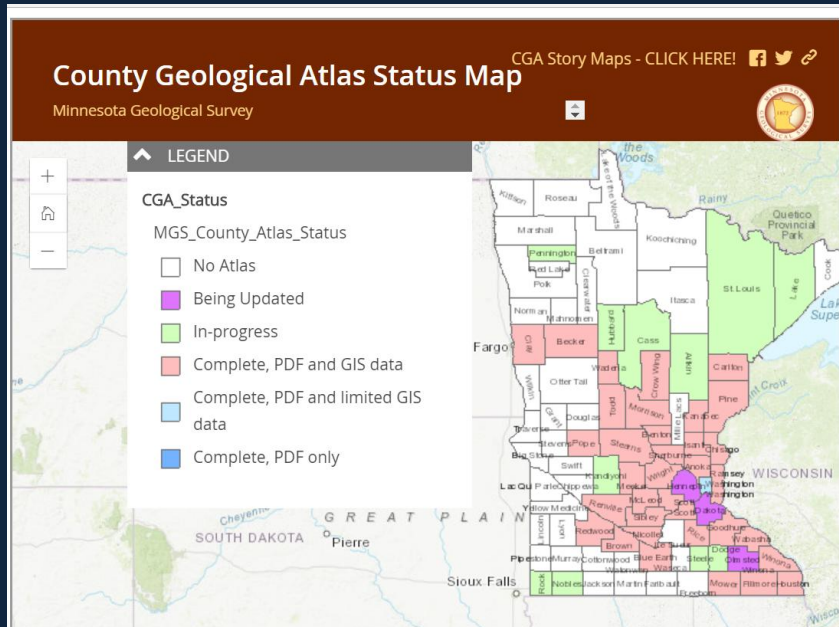 CGA Story Maps - CLICK HERE!
County Geological Atlas Status Map
Minnesota Geological Survey
LEGEND
CGA_Status
MGS_County_Atlas_Status
No Atlas
Being Updated
In-progress
Complete, PDF and GIS data
Complete, PDF and limited GIS
data
Complete, PDF only
the
Woods
Lake of the Woods
Kittson
Roseau
Rainy
Marshall
Koochiching
Quetico
Provincial
Park
Pennington
Beltrami
Red Lake
Polk
Clearwater
Itasca
St. Louis
Lake
Cook
Norman
Mahnomen
Hubbard
Cass
Fargo
Clay
Becker
Aitkin
Wadena
Crow Wing
Carlton
Wilkin
Otter Tail
Pine
Grant
Douglas
Todd
Morrison
Mille Lacs
Kanabec
Traverse
Stevens
Pope
Stearns
Benton
Isanti
Chisago
Big Stone
Sherburne
Swift
Kandiyohi
Meeker
Wright
Anoka
Ramsey
WISCONSIN
Lac Qui Parle
Chippewa
Hennepin
Washington
Washington
McLeod
Scott
Scott
Dakota
Yellow Medicine
Renville
Sibley
Goodhue
Cheyenne
GREAT PLAIN
SOUTH DAKOTA
Pierre
Lincoln
Lyon
Redwood
Nicollet
Le Sueur
Rice
Wabasha
Brown
Pipestone
Murray
Cottonwood
Watonwan
Blue Earth
Waseca
Steele
Dodge
Olmsted
Winona
Winona
Sioux Falls
Rock
Nobles
Jackson
Martin
Faribault
Freeborn
Mower
Fillmore
Houston